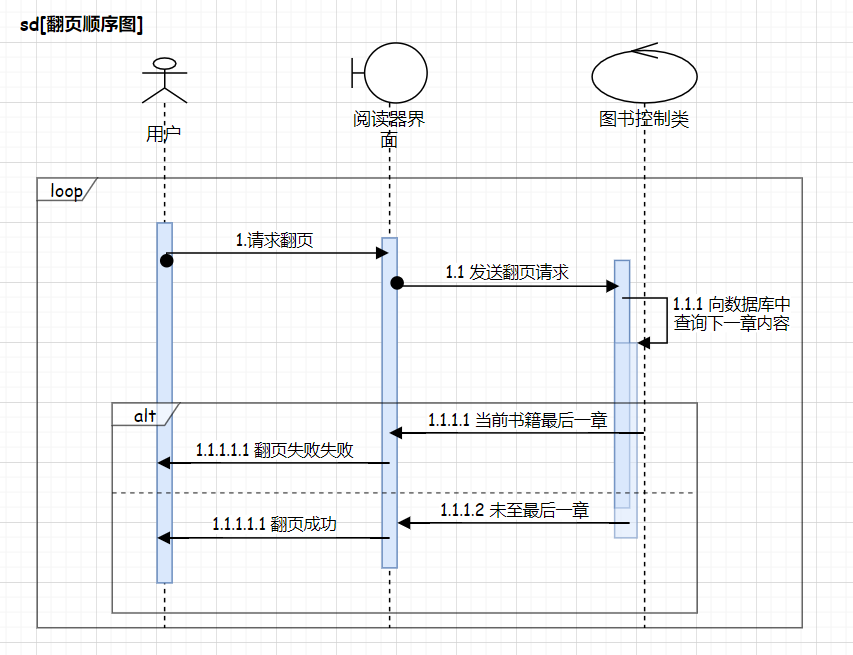 sd[翻页顺序图]
用户
阅读器界
面
图书控制类
loop
1.请求翻页
1.1 发送翻页请求
1.1.1 向数据库中
查询下一章内容
alt
1.1.1.1 当前书籍最后一章
1.1.1.1.1 翻页失败失败
1.1.1.2 未至最后一章
1.1.1.1.1 翻页成功